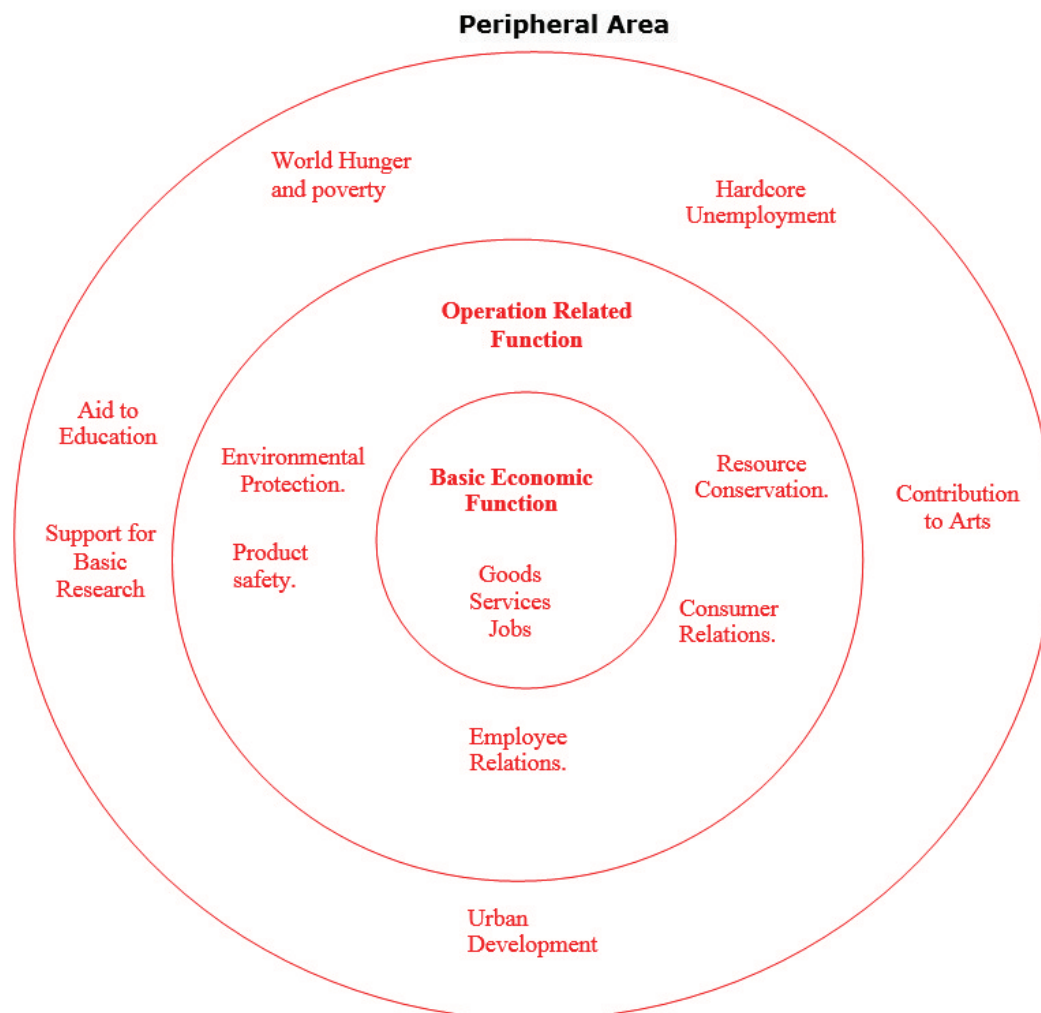 Peripheral Area
World Hunger
and poverty
Hardcore
Unemployment
Operation Related
Function
Aid to
Education
Environmental
Protection.
Basic Economic
Function
Resource
Conservation.
Contribution
to Arts
Support for
Basic
Research
Product
safety.
Goods
Services
Jobs
Consumer
Relations.
Employee
Relations.
Urban
Development